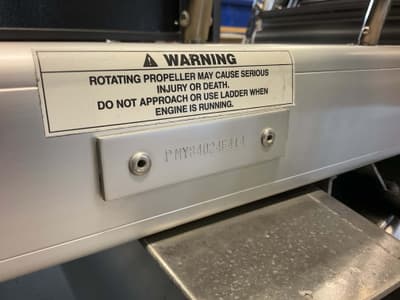 ⚠ WARNING
ROTATING PROPELLER MAY CAUSE SERIOUS
INJURY OR DEATH.
DO NOT APPROACH OR USE LADDER WHEN
ENGINE IS RUNNING.